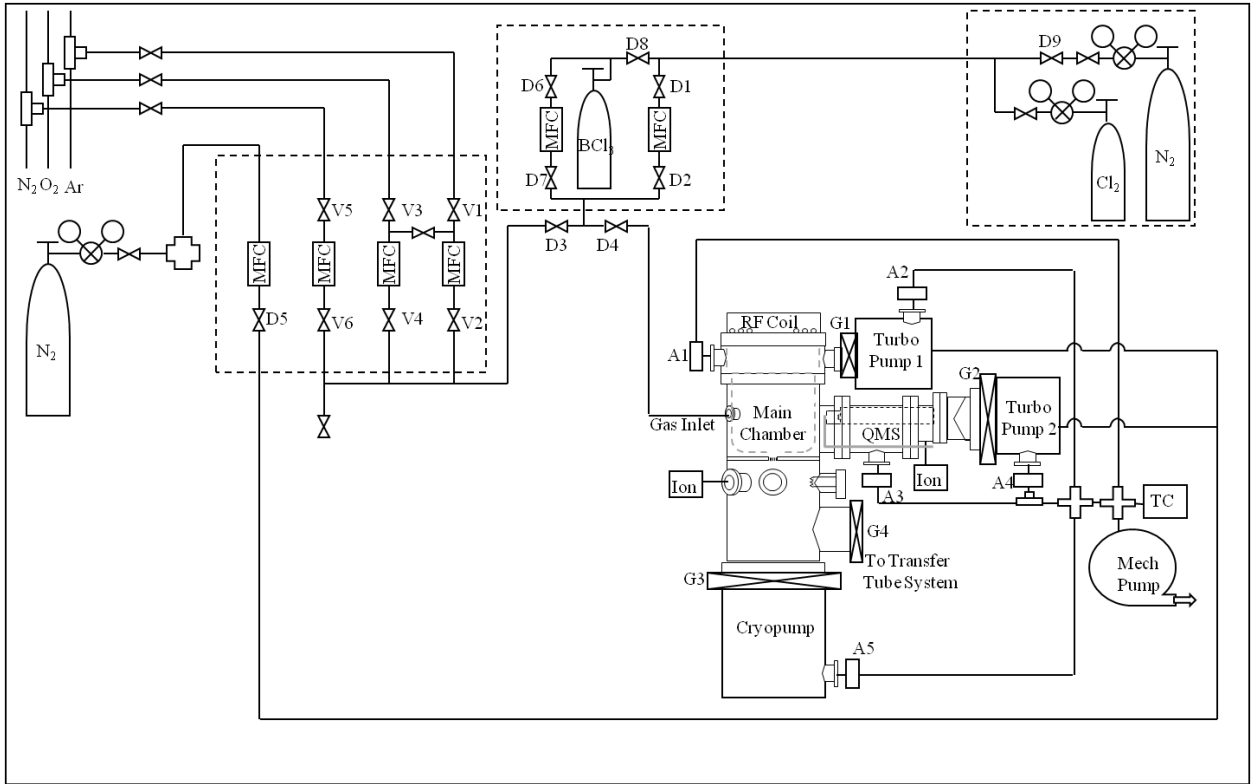 D8
D9
D6
D1
MFC
BCl₃
MFC
Cl₂
N₂
D7
D2
N₂ O₂ Ar
V5
V3
V1
D3
D4
MFC
MFC
MFC
MFC
D5
V6
V4
V2
N₂
A2
RF Coil
G1
A1
Turbo
Pump 1
G2
Turbo
Pump 2
Gas Inlet
Main
Chamber
QMS
Ion
A3
Ion
A4
TC
G4
To Transfer
Tube System
Mech
Pump
G3
Cryopump
A5